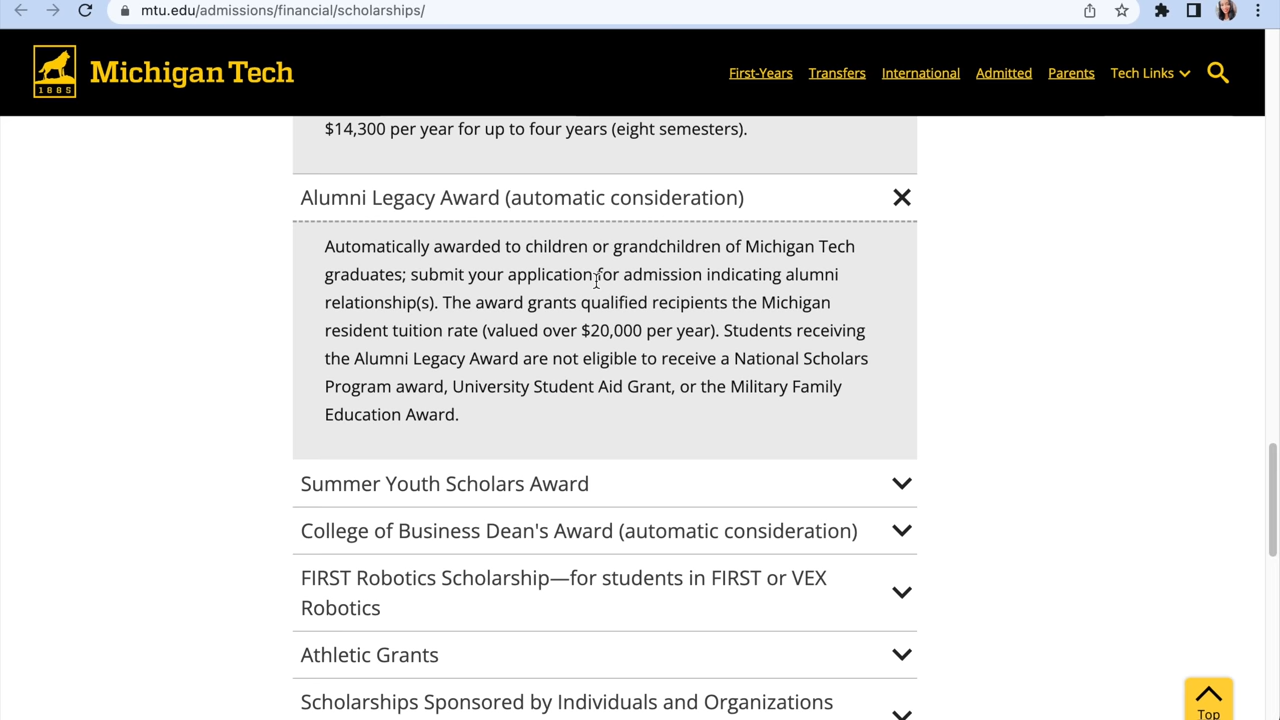 mtu.edu/admissions/financial/scholarships/
1885
Michigan Tech
First-Years Transfers International Admitted Parents Tech Links
$14,300 per year for up to four years (eight semesters).
Alumni Legacy Award (automatic consideration)
Automatically awarded to children or grandchildren of Michigan Tech
graduates; submit your application for admission indicating alumni
relationship(s). The award grants qualified recipients the Michigan
resident tuition rate (valued over $20,000 per year). Students receiving
the Alumni Legacy Award are not eligible to receive a National Scholars
Program award, University Student Aid Grant, or the Military Family
Education Award.
Summer Youth Scholars Award
College of Business Dean's Award (automatic consideration)
FIRST Robotics Scholarship—for students in FIRST or VEX
Robotics
Athletic Grants
Scholarships Sponsored by Individuals and Organizations
Top